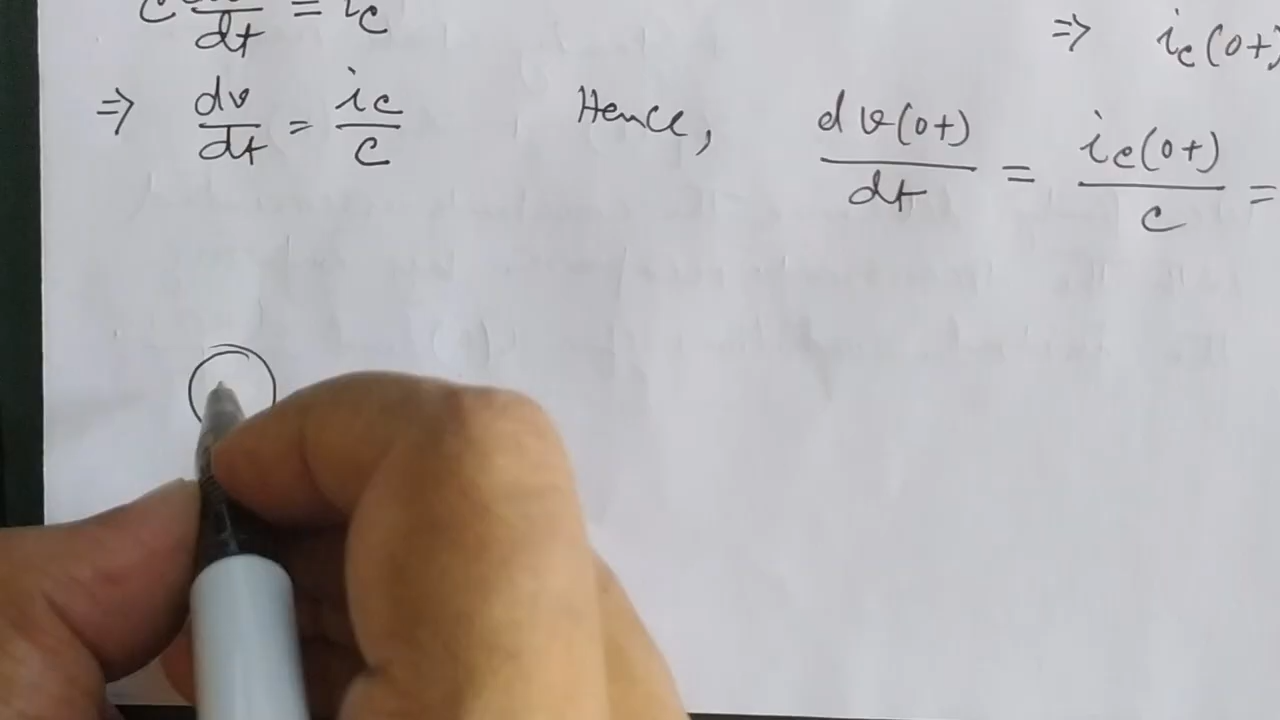 C dv/dt = ic
⇒ ic(0+)
⇒ dv/dt = ic/c
Hence, dv(0+)/dt = ic(0+)/c =